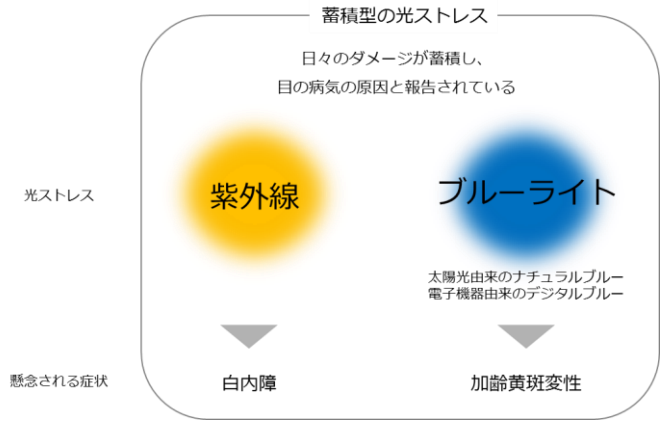 蓄積型の光ストレス
日々のダメージが蓄積し、
目の病気の原因と報告されている
光ストレス
紫外線
ブルーライト
太陽光由来のナチュラルブルー
電子機器由来のデジタルブルー
懸念される症状
白内障
加齢黄斑変性